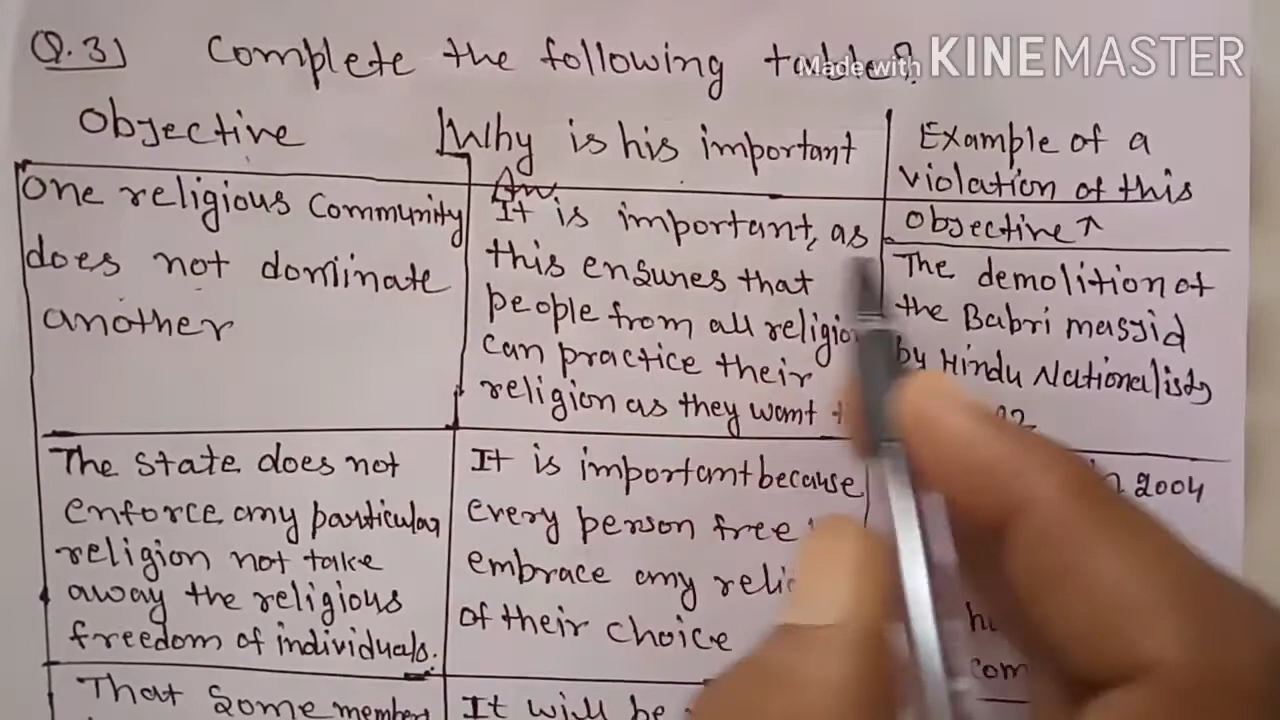 Q.3) Complete the following table?
Made with KINEMASTER
Objective
Why is his important
Example of a
violation of this
objective
One religious community
does not dominate
another
Ans
It is important, as
this ensures that
people from all religion
can practice their
religion as they want
The demolition of
the Babri masjid
by Hindu Nationalists
The state does not
enforce any particular
religion not take
away the religious
freedom of individuals.
It is important because
every person free
embrace any
of their choice
2004
That some members
It will be